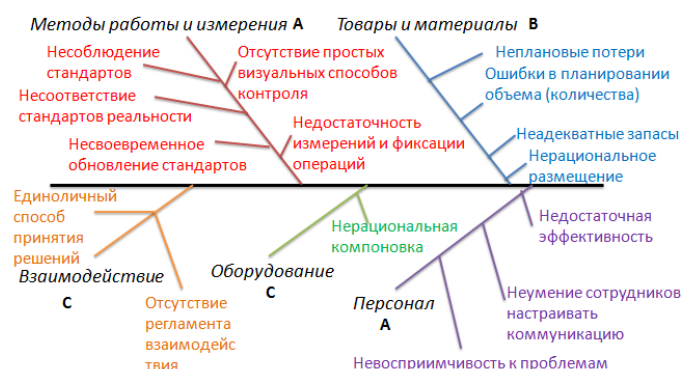 Методы работы и измерения А
Товары и материалы В
Несоблюдение
стандартов
Отсутствие простых
визуальных способов
контроля
Несоответствие
стандартов реальности
Несвоевременное
обновление стандартов
Недостаточность
измерений и фиксации
операций
Неплановые потери
Ошибки в планировании
объема (количества)
Неадекватные запасы
Нерациональное
размещение
Единоличный
способ
принятия
решений
Взаимодействие
С
Отсутствие
регламента
взаимодейс
твия
Нерациональная
компоновка
Оборудование
С
Недостаточная
эффективность
Персонал
А
Неумение сотрудников
настраивать
коммуникацию
Невосприимчивость к проблемам